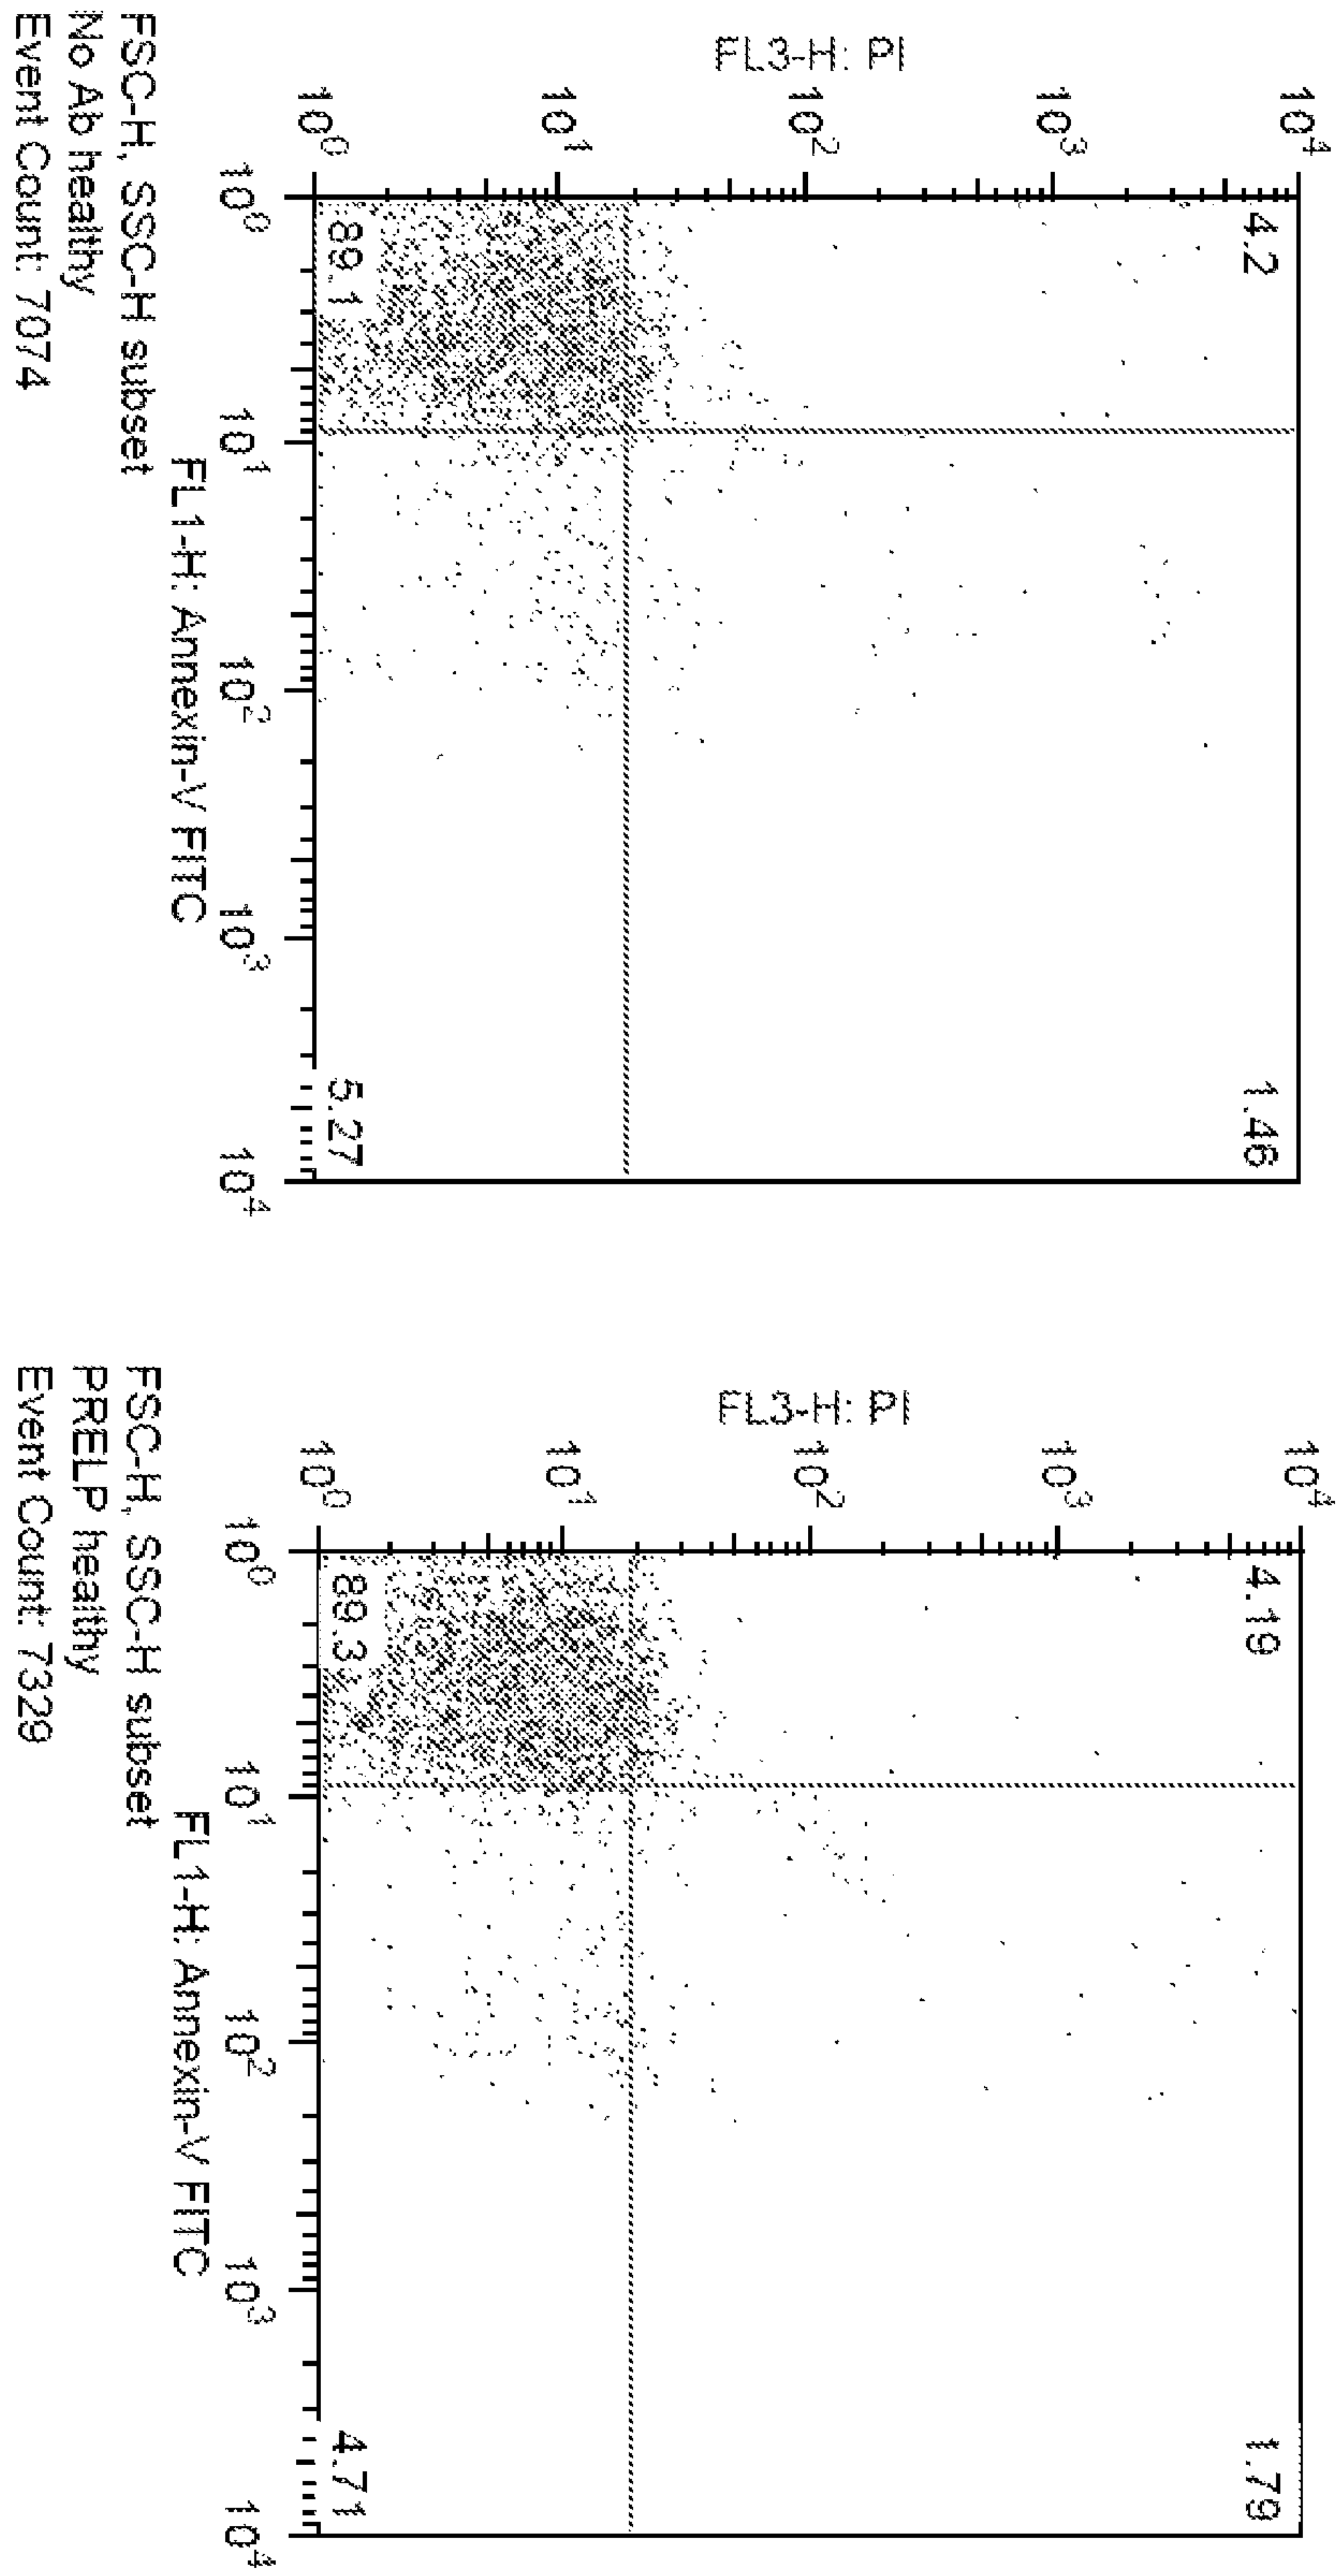 FL3-H: PI
10^4
10^3
10^2
10^1
10^0
4.2
1.46
89.1
5.27
10^0
10^1
10^2
10^3
10^4
FL1-H: Annexin-V FITC
FSC-H, SSC-H subset
No Ab healthy
Event Count: 7074
FL3-H: PI
10^4
10^3
10^2
10^1
10^0
4.19
1.79
89.3
4.71
10^0
10^1
10^2
10^3
10^4
FL1-H: Annexin-V FITC
FSC-H, SSC-H subset
PRELP healthy
Event Count: 7329